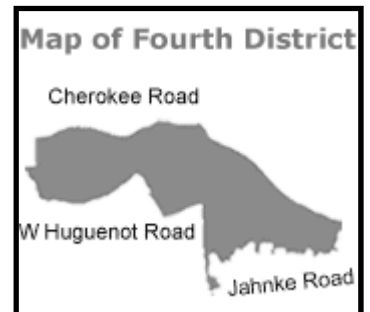 Map of Fourth District
Cherokee Road
W Huguenot Road
Jahnke Road